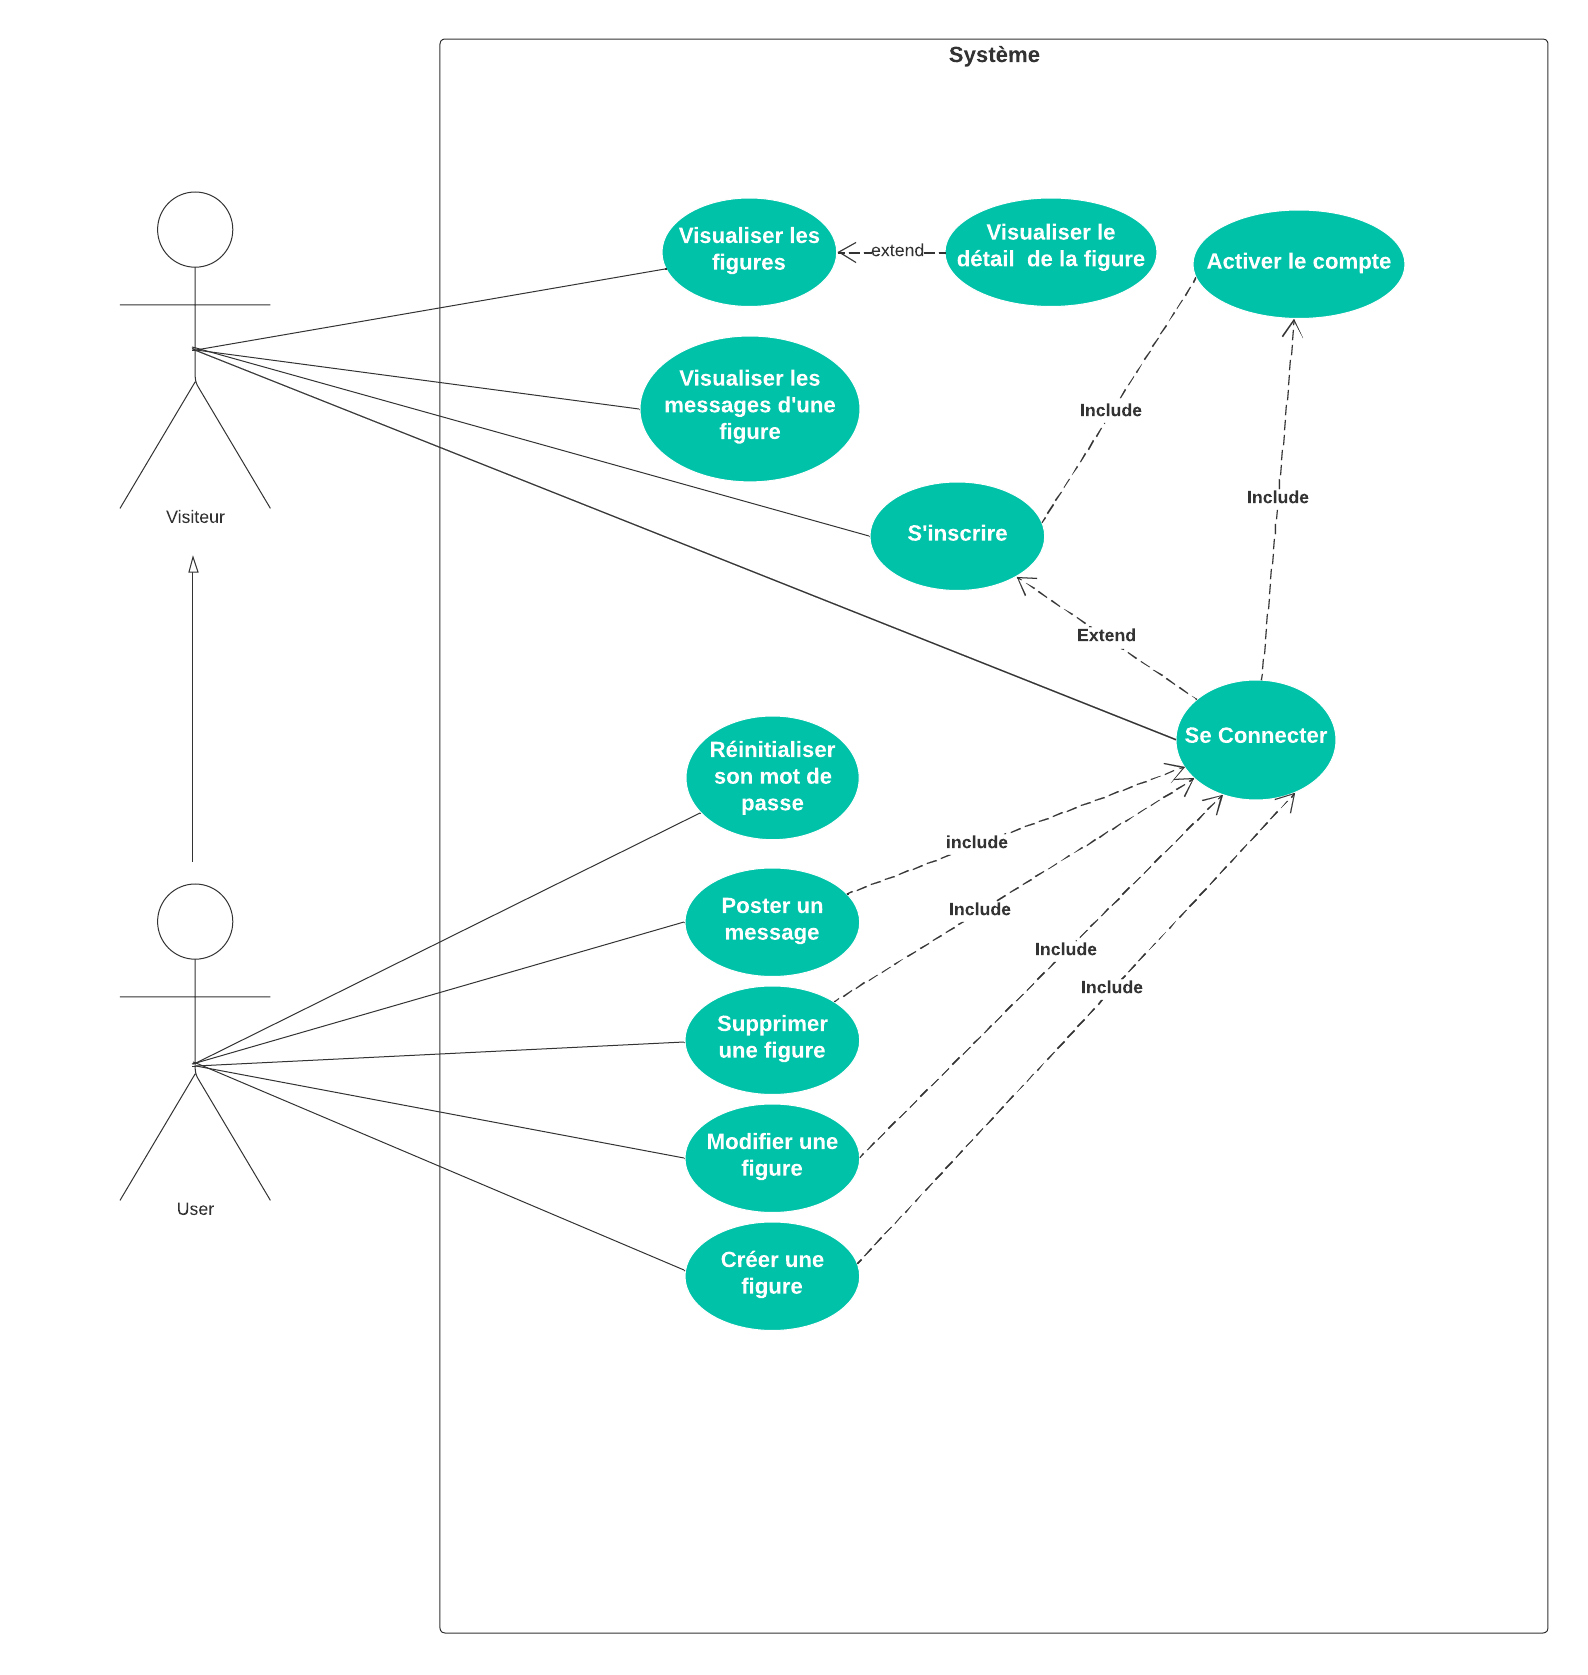 Système
Visualiser les
figures
extend
Visualiser le
détail  de la figure
Activer le compte
Visualiser les
messages d'une
figure
Include
Include
Visiteur
S'inscrire
Extend
Se Connecter
Réinitialiser
son mot de
passe
include
Poster un
message
Include
Include
Include
Supprimer
une figure
Modifier une
figure
User
Créer une
figure